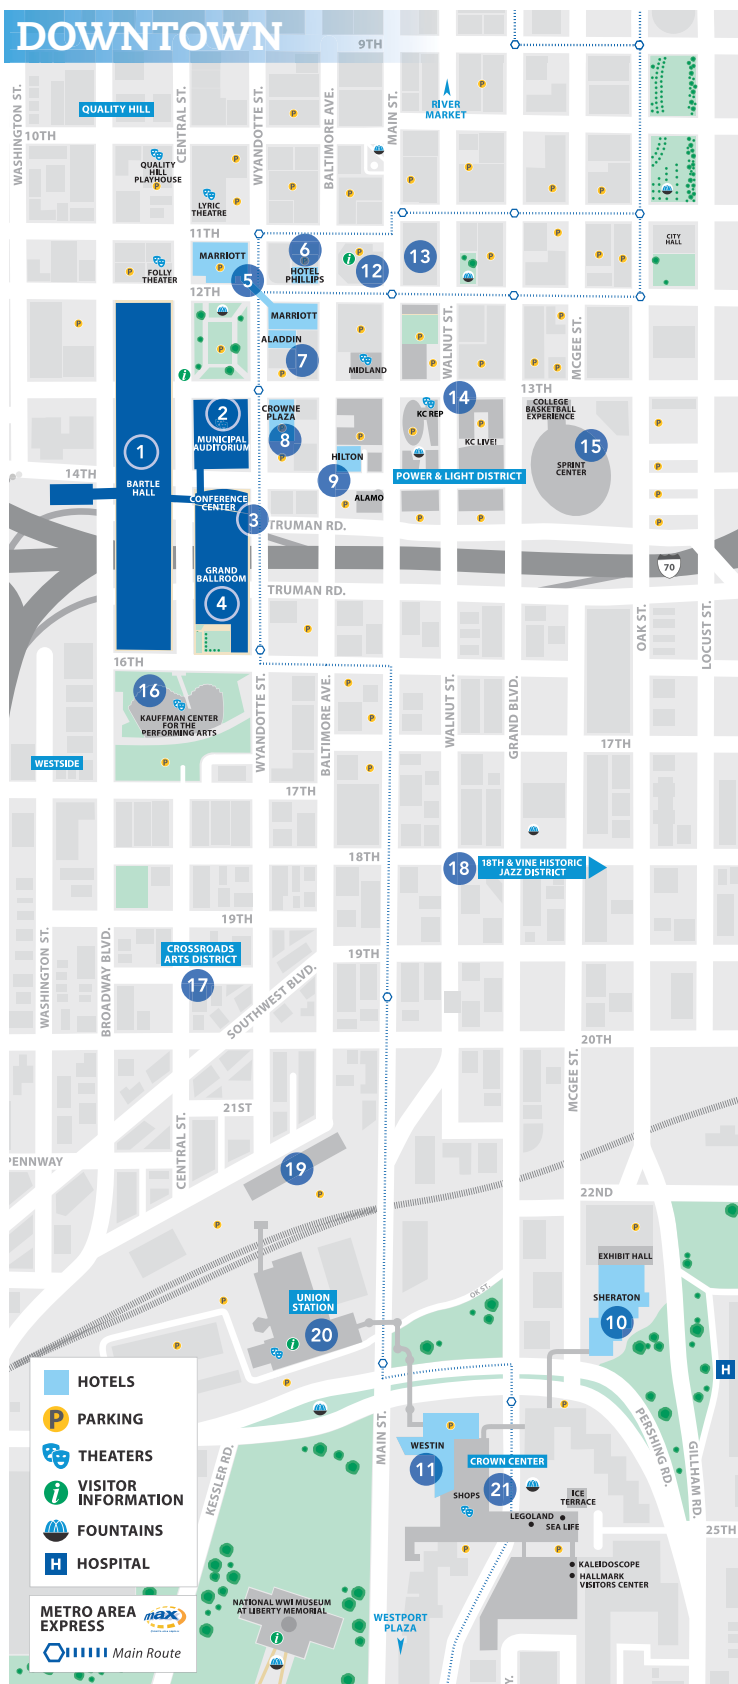 DOWNTOWN
9TH
WASHINGTON ST.
QUALITY HILL
CENTRAL ST.
WYANDOTTE ST.
BALTIMORE AVE.
MAIN ST.
RIVER
MARKET
10TH
QUALITY
HILL
PLAYHOUSE
LYRIC
THEATRE
11TH
MARRIOTT
6
HOTEL
PHILLIPS
12
13
CITY
HALL
FOLLY
THEATER
5
12TH
MARRIOTT
ALADDIN
7
MIDLAND
WALNUT ST.
MCGEE ST.
13TH
14
1
BARTLE
HALL
2
MUNICIPAL
AUDITORIUM
CROWNE
PLAZA
8
KC REP
KC LIVE!
COLLEGE
BASKETBALL
EXPERIENCE
15
SPRINT
CENTER
HILTON
9
POWER & LIGHT DISTRICT
14TH
CONFERENCE
CENTER
3
ALAMO
TRUMAN RD.
70
GRAND
BALLROOM
4
TRUMAN RD.
OAK ST.
LOCUST ST.
16TH
16
KAUFFMAN CENTER
FOR THE
PERFORMING ARTS
WYANDOTTE ST.
BALTIMORE AVE.
WALNUT ST.
GRAND BLVD.
17TH
WESTSIDE
17TH
18TH
18
18TH & VINE HISTORIC
JAZZ DISTRICT
19TH
WASHINGTON ST.
BROADWAY BLVD.
CROSSROADS
ARTS DISTRICT
17
19TH
SOUTHWEST BLVD.
20TH
MCGEE ST.
21ST
CENTRAL ST.
PENNWAY
19
22ND
EXHIBIT HALL
SHERATON
10
OK ST.
UNION
STATION
20
H
HOTELS
P PARKING
THEATERS
i VISITOR
INFORMATION
FOUNTAINS
H HOSPITAL
METRO AREA
EXPRESS
max
Main Route
KESSLER RD.
MAIN ST.
PERSHING RD.
GILLHAM RD.
WESTIN
11
CROWN CENTER
SHOPS
21
ICE
TERRACE
LEGOLAND
SEA LIFE
25TH
KALEIDOSCOPE
HALLMARK
VISITORS CENTER
NATIONAL WWI MUSEUM
AT LIBERTY MEMORIAL
WESTPORT
PLAZA
Y.